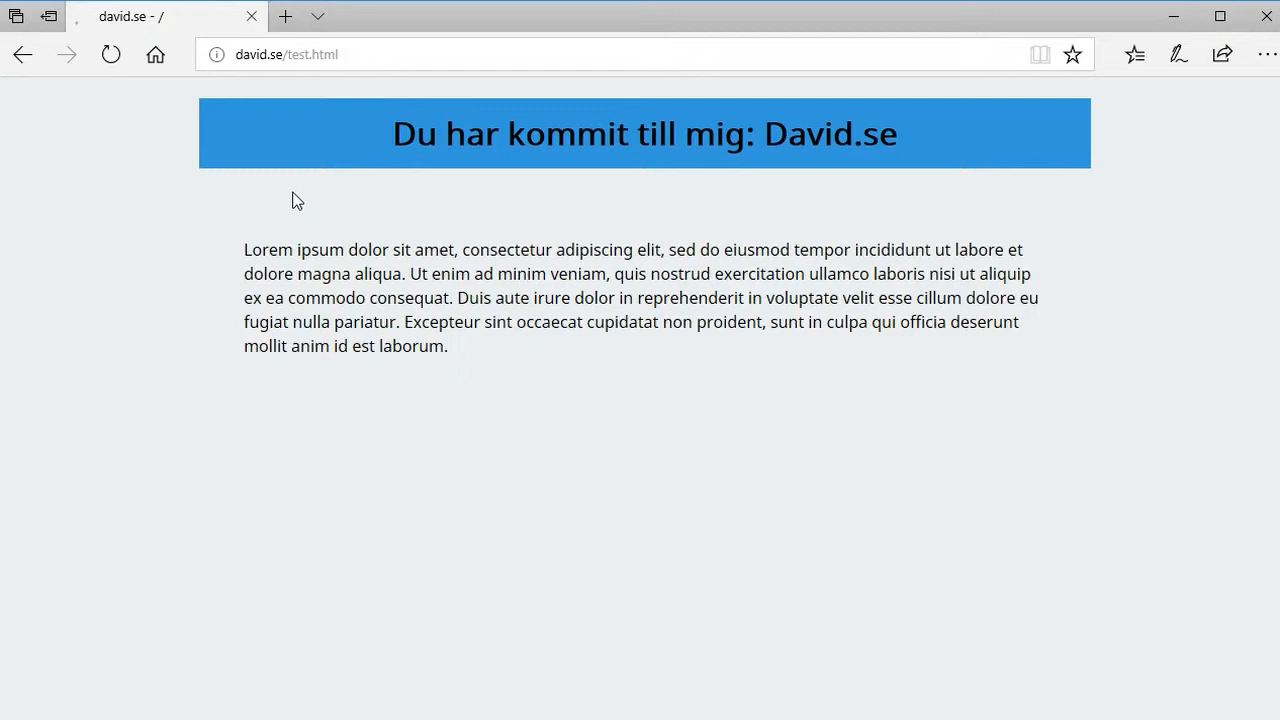 david.se - /
david.se/test.html
Du har kommit till mig: David.se
Lorem ipsum dolor sit amet, consectetur adipiscing elit, sed do eiusmod tempor incididunt ut labore et
dolore magna aliqua. Ut enim ad minim veniam, quis nostrud exercitation ullamco laboris nisi ut aliquip
ex ea commodo consequat. Duis aute irure dolor in reprehenderit in voluptate velit esse cillum dolore eu
fugiat nulla pariatur. Excepteur sint occaecat cupidatat non proident, sunt in culpa qui officia deserunt
mollit anim id est laborum.